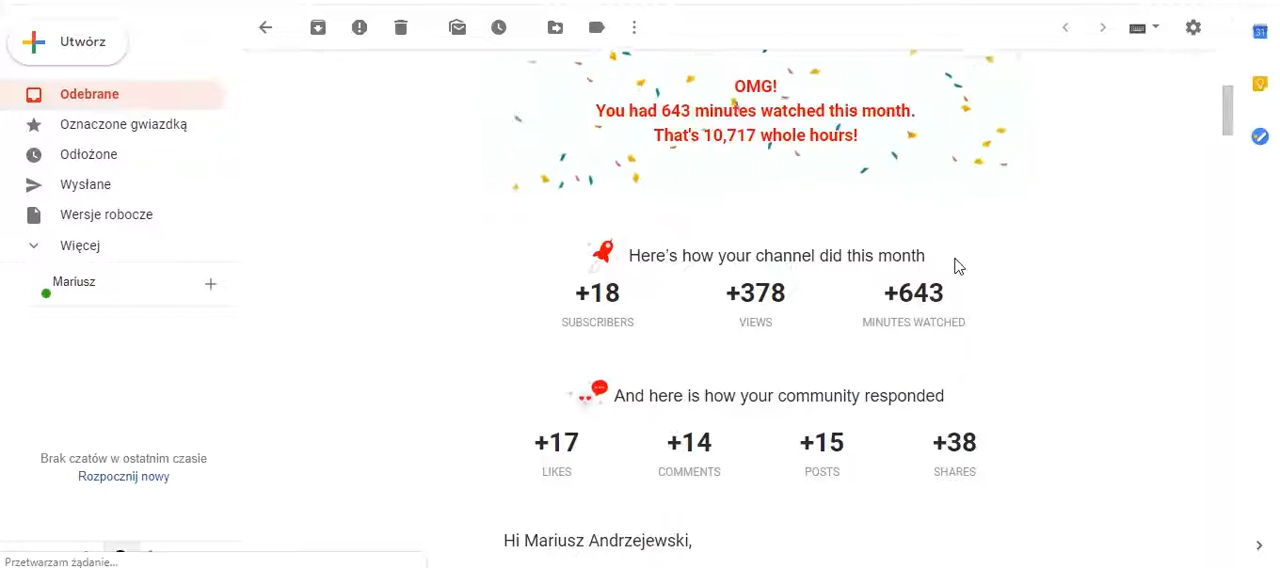 Utwórz
Odebrane
Oznaczone gwiazdką
Odłożone
Wysłane
Wersje robocze
Więcej
Mariusz
Brak czatów w ostatnim czasie
Rozpocznij nowy
Przetwarzam żądanie...
OMG!
You had 643 minutes watched this month.
That's 10,717 whole hours!
Here's how your channel did this month
+18 +378 +643
SUBSCRIBERS VIEWS MINUTES WATCHED
And here is how your community responded
+17 +14 +15 +38
LIKES COMMENTS POSTS SHARES
Hi Mariusz Andrzejewski,
31